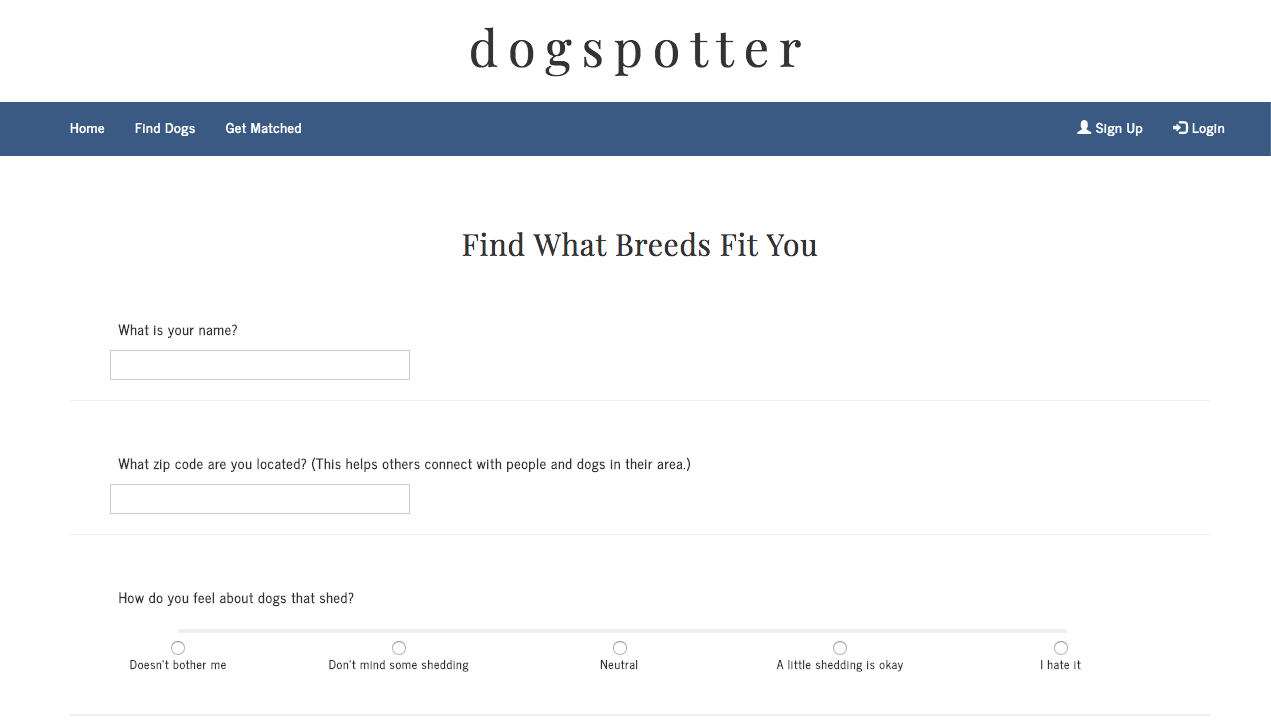 dogspotter
Home Find Dogs Get Matched Sign Up Login
Find What Breeds Fit You
What is your name?
What zip code are you located? (This helps others connect with people and dogs in their area.)
How do you feel about dogs that shed?
Doesn't bother me Don't mind some shedding Neutral A little shedding is okay I hate it